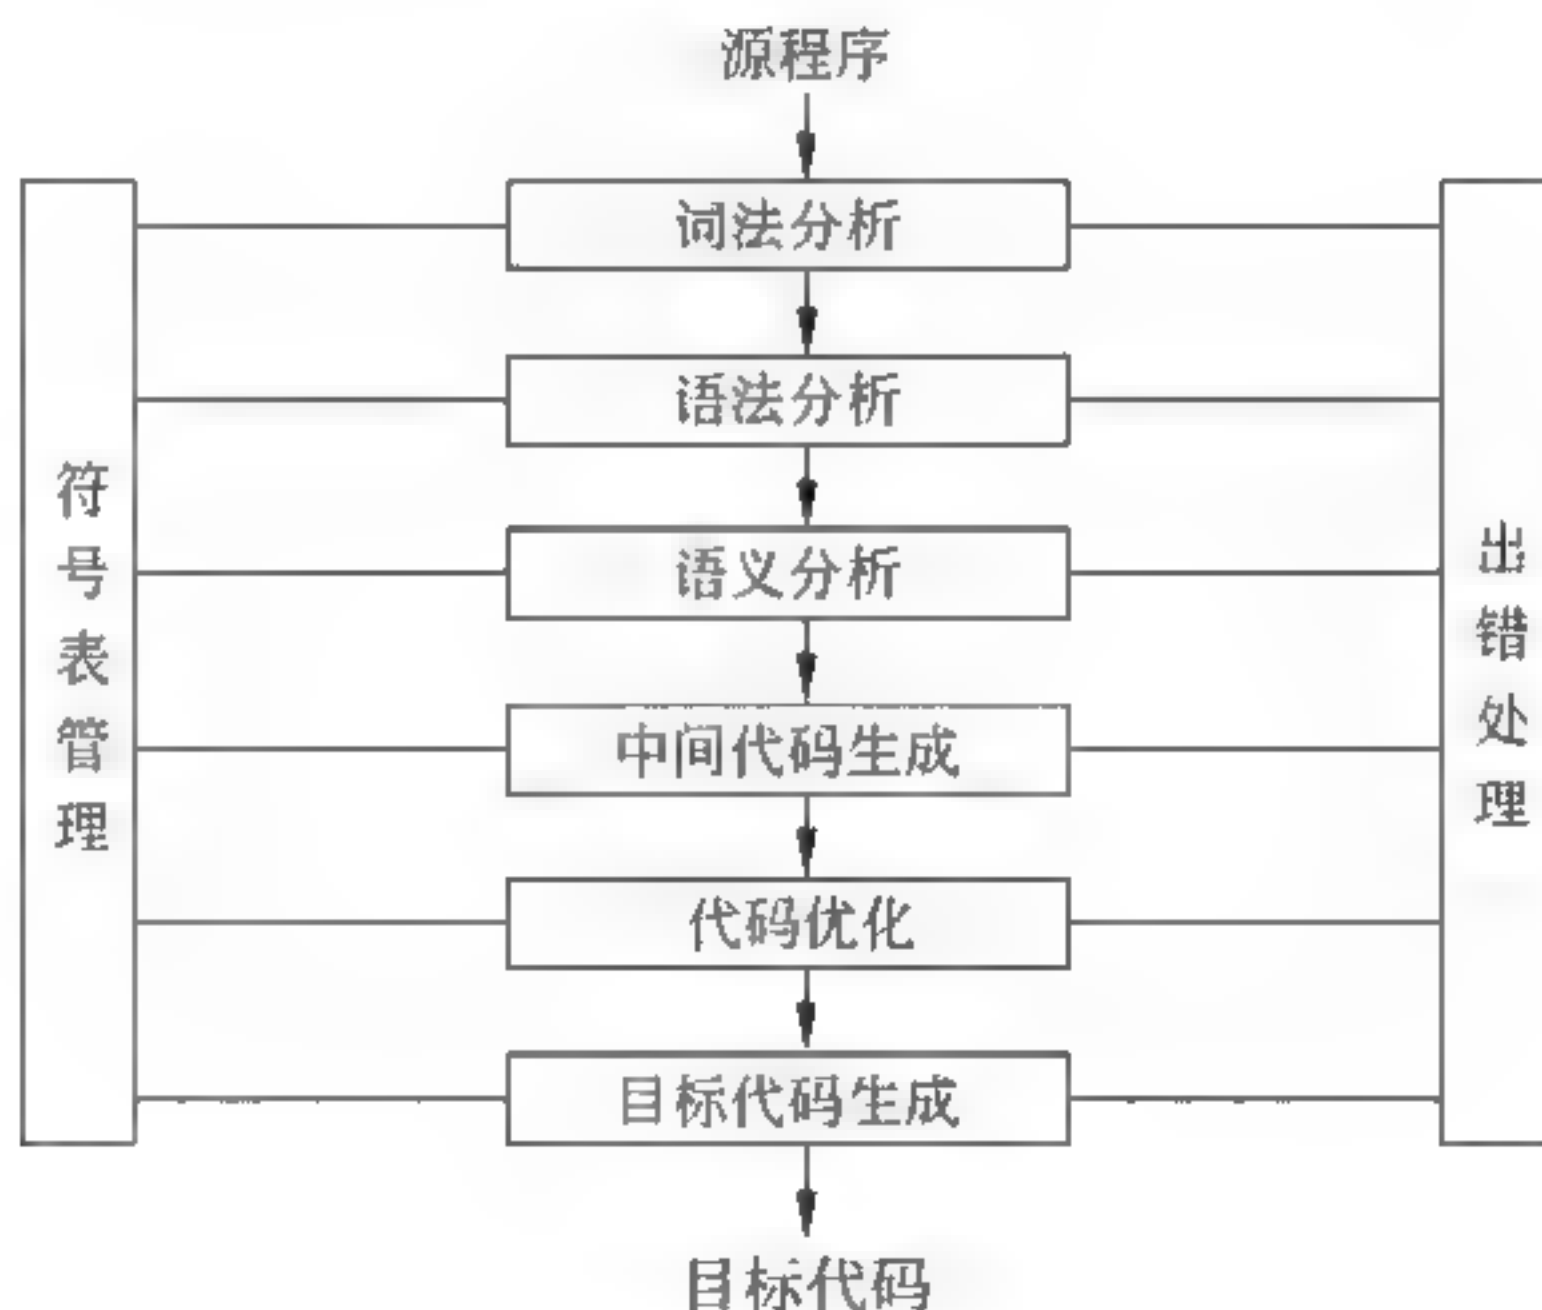 源程序
词法分析
语法分析
语义分析
中间代码生成
代码优化
目标代码生成
目标代码
符号表管理
出错处理